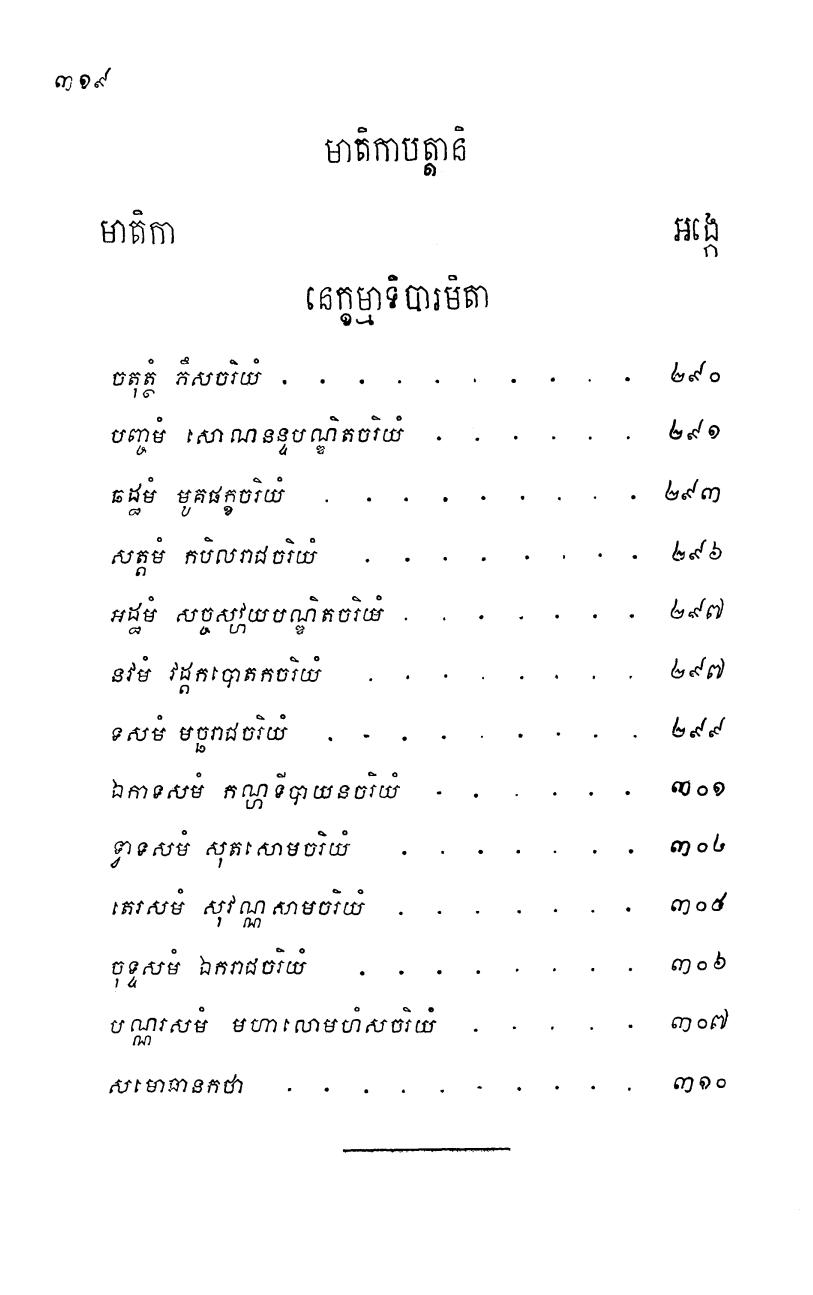 ៣១៩
មាតិកាបត្តានិ
មាតិកា អង្កេ
នេក្ខម្មាទិបារមិតា
ចតុត្ថំ ភឹសចរិយំ . . . . . . . . . . ២៩០
បញ្ចមំ សោណនន្ទបណ្ឌិតចរិយំ . . . . . . ២៩១
ឆដ្ឋមំ មូគផក្ខចរិយំ . . . . . . . . . ២៩៣
សត្តមំ កបិលរាជចរិយំ . . . . . . . . ២៩៦
អដ្ឋមំ សច្ចស្វ្ហយបណ្ឌិតចរិយំ . . . . . . . ២៩៧
នវមំ វដ្តកបោតកចរិយំ . . . . . . . . ២៩៧
ទសមំ មច្ឆរាជចរិយំ . . . . . . . . . ២៩៩
ឯកាទសមំ កណ្ហទីបាយនចរិយំ . . . . . . ៣០១
ទ្វាទសមំ សុតសោមចរិយំ . . . . . . . ៣០៤
តេរសមំ សុវណ្ណសាមចរិយំ . . . . . . . ៣០៥
ចុទ្ទសមំ ឯករាជចរិយំ . . . . . . . . ៣០៦
បណ្ណរសមំ មហាលោមហំសចរិយំ . . . . . ៣០៧
សមោធានកថា . . . . . . . . . . ៣១០